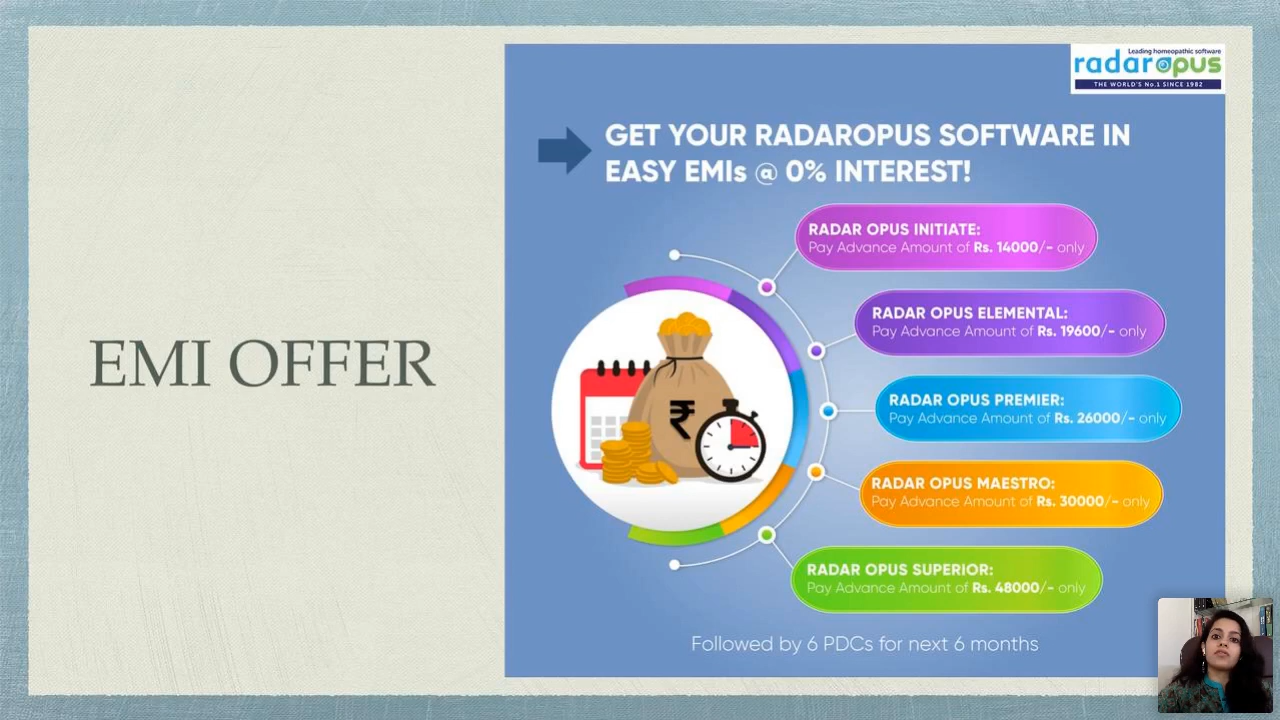 EMI OFFER
Leading homeopathic software
radaropus
THE WORLD'S No.1 SINCE 1982
GET YOUR RADAROPUS SOFTWARE IN
EASY EMIs @ 0% INTEREST!
RADAR OPUS INITIATE:
Pay Advance Amount of Rs. 14000/- only
RADAR OPUS ELEMENTAL:
Pay Advance Amount of Rs. 19600/- only
RADAR OPUS PREMIER:
Pay Advance Amount of Rs. 26000/- only
₹
RADAR OPUS MAESTRO:
Pay Advance Amount of Rs. 30000/- only
RADAR OPUS SUPERIOR:
Pay Advance Amount of Rs. 48000/- only
Followed by 6 PDCs for next 6 months